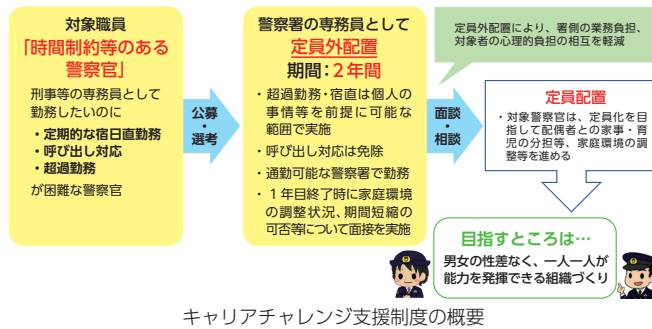 対象職員
「時間制約等のある
警察官」
刑事等の専務員として
勤務したいのに
・定期的な宿日直勤務
・呼び出し対応
・超過勤務
が困難な警察官
公募・選考
警察署の専務員として
定員外配置
期間：２年間
・超過勤務・宿直は個人の
事情等を前提に可能な
範囲で実施
・呼び出し対応は免除
・通勤可能な警察署で勤務
・１年目終了時に家庭環境
の調整状況、期間短縮の
可否等について面接を実施
面談・相談
定員外配置により、署側の業務負担、
対象者の心理的負担の相互を軽減
定員配置
・対象警察官は、定員化を目
指して配偶者との家事・育
児の分担等、家庭環境の調
整等を進める
目指すところは…
男女の性差なく、一人一人が
能力を発揮できる組織づくり
キャリアチャレンジ支援制度の概要